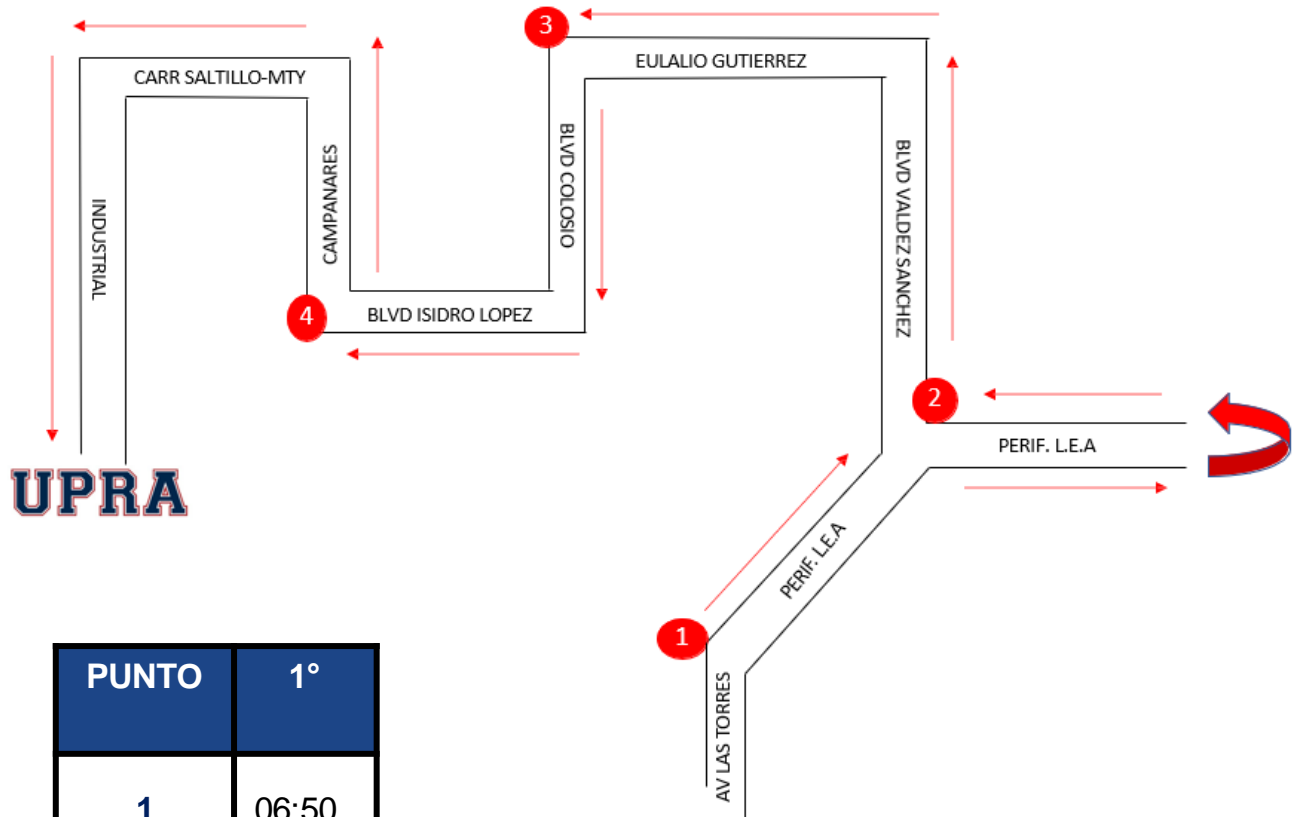 3
EULALIO GUTIERREZ
CARR SALTILLO-MTY
BLVD COLOSIO
CAMPANARES
BLVD VALDEZ SANCHEZ
INDUSTRIAL
4
BLVD ISIDRO LOPEZ
2
PERIF. L.E.A
UPRA
PERIF. L.E.A
1
AV LAS TORRES
PUNTO 1°
1 06:50